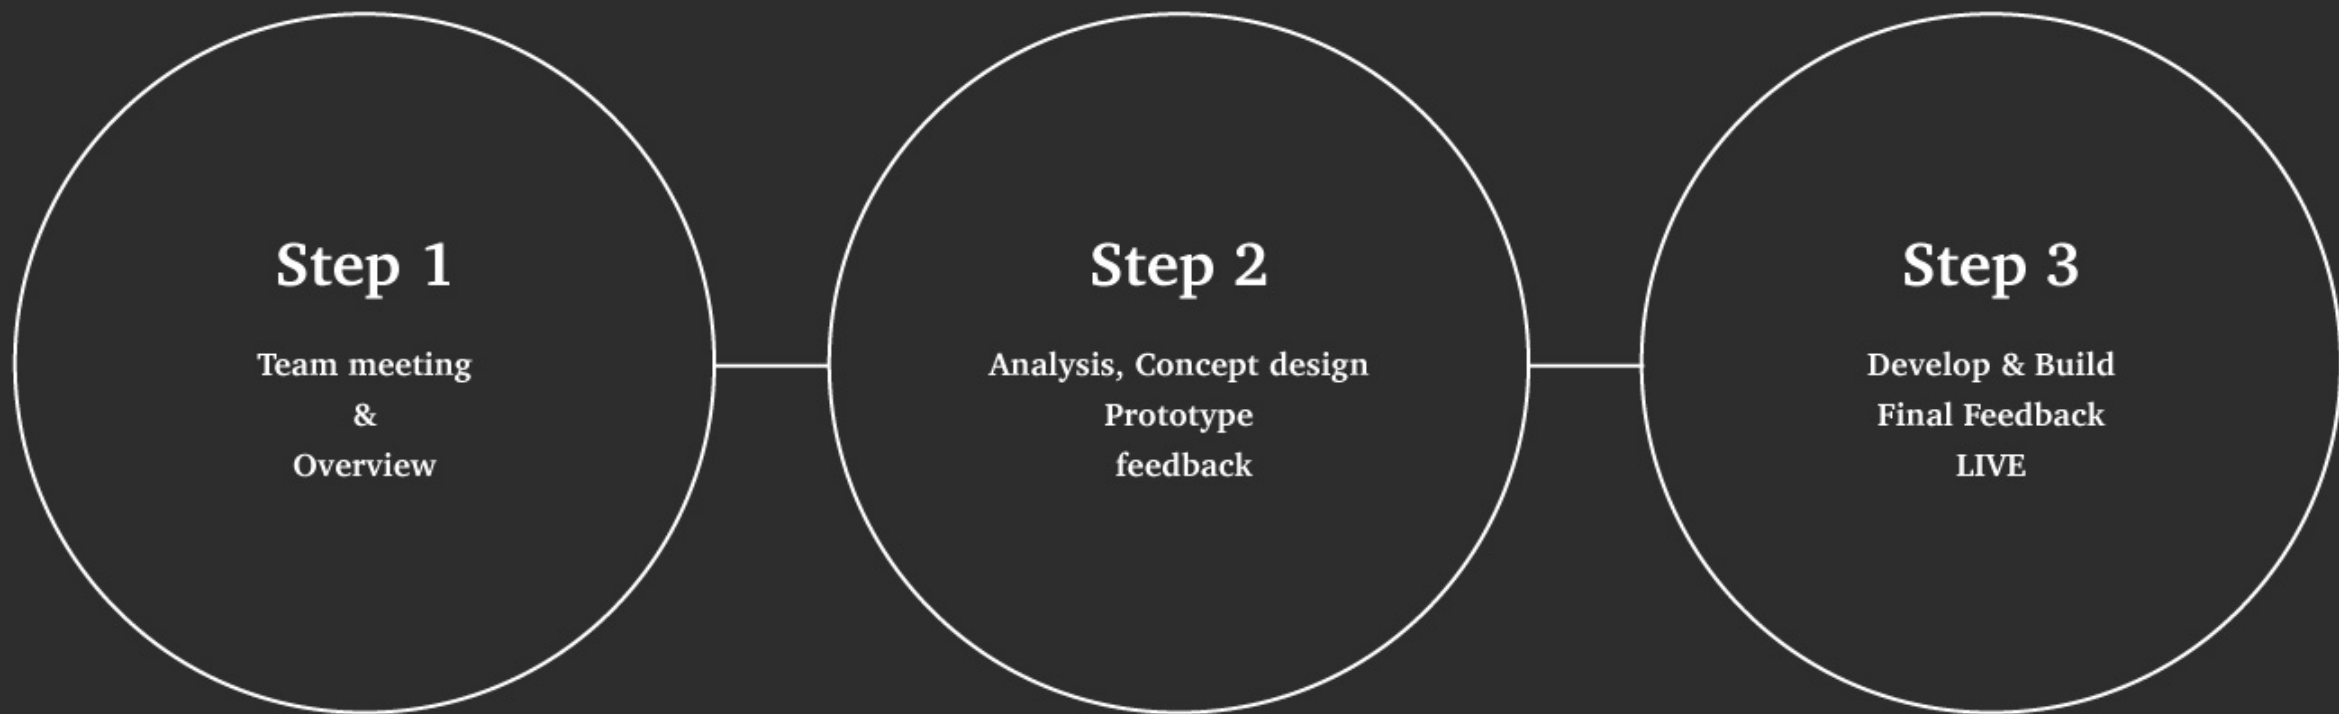 Step 1
Team meeting
&
Overview
Step 2
Analysis, Concept design
Prototype
feedback
Step 3
Develop & Build
Final Feedback
LIVE